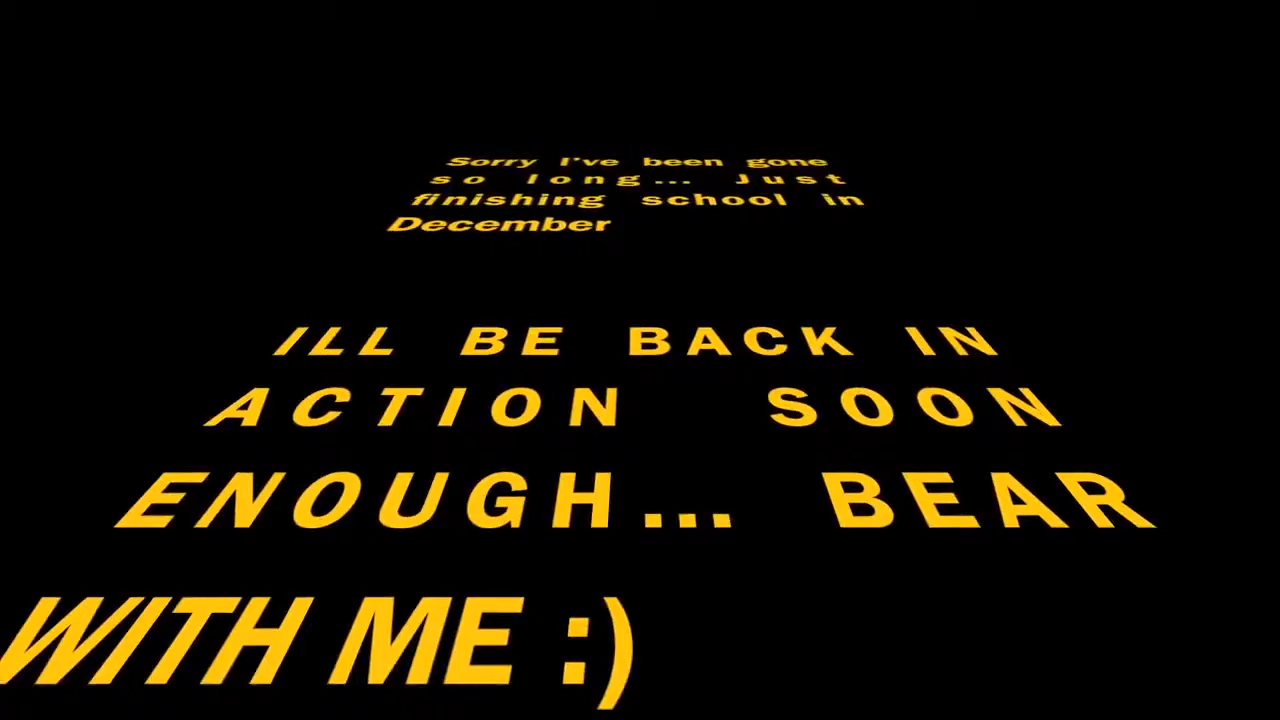 Sorry I've been gone
so long... Just
finishing school in
December
ILL BE BACK IN
ACTION SOON
ENOUGH... BEAR
WITH ME :)